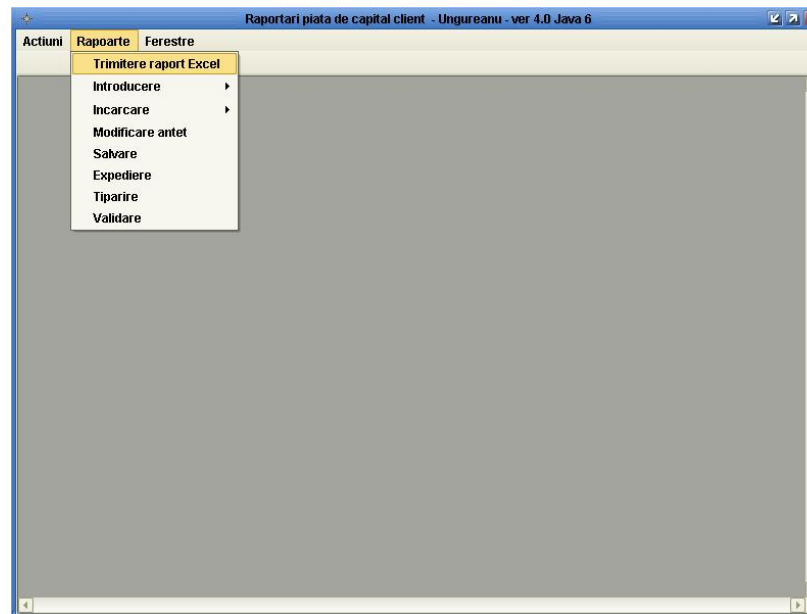 Raportari piata de capital client - Ungureanu - ver 4.0 Java 6
Actiuni Rapoarte Ferestre
Trimitere raport Excel
Introducere
Incarcare
Modificare antet
Salvare
Expediere
Tiparire
Validare